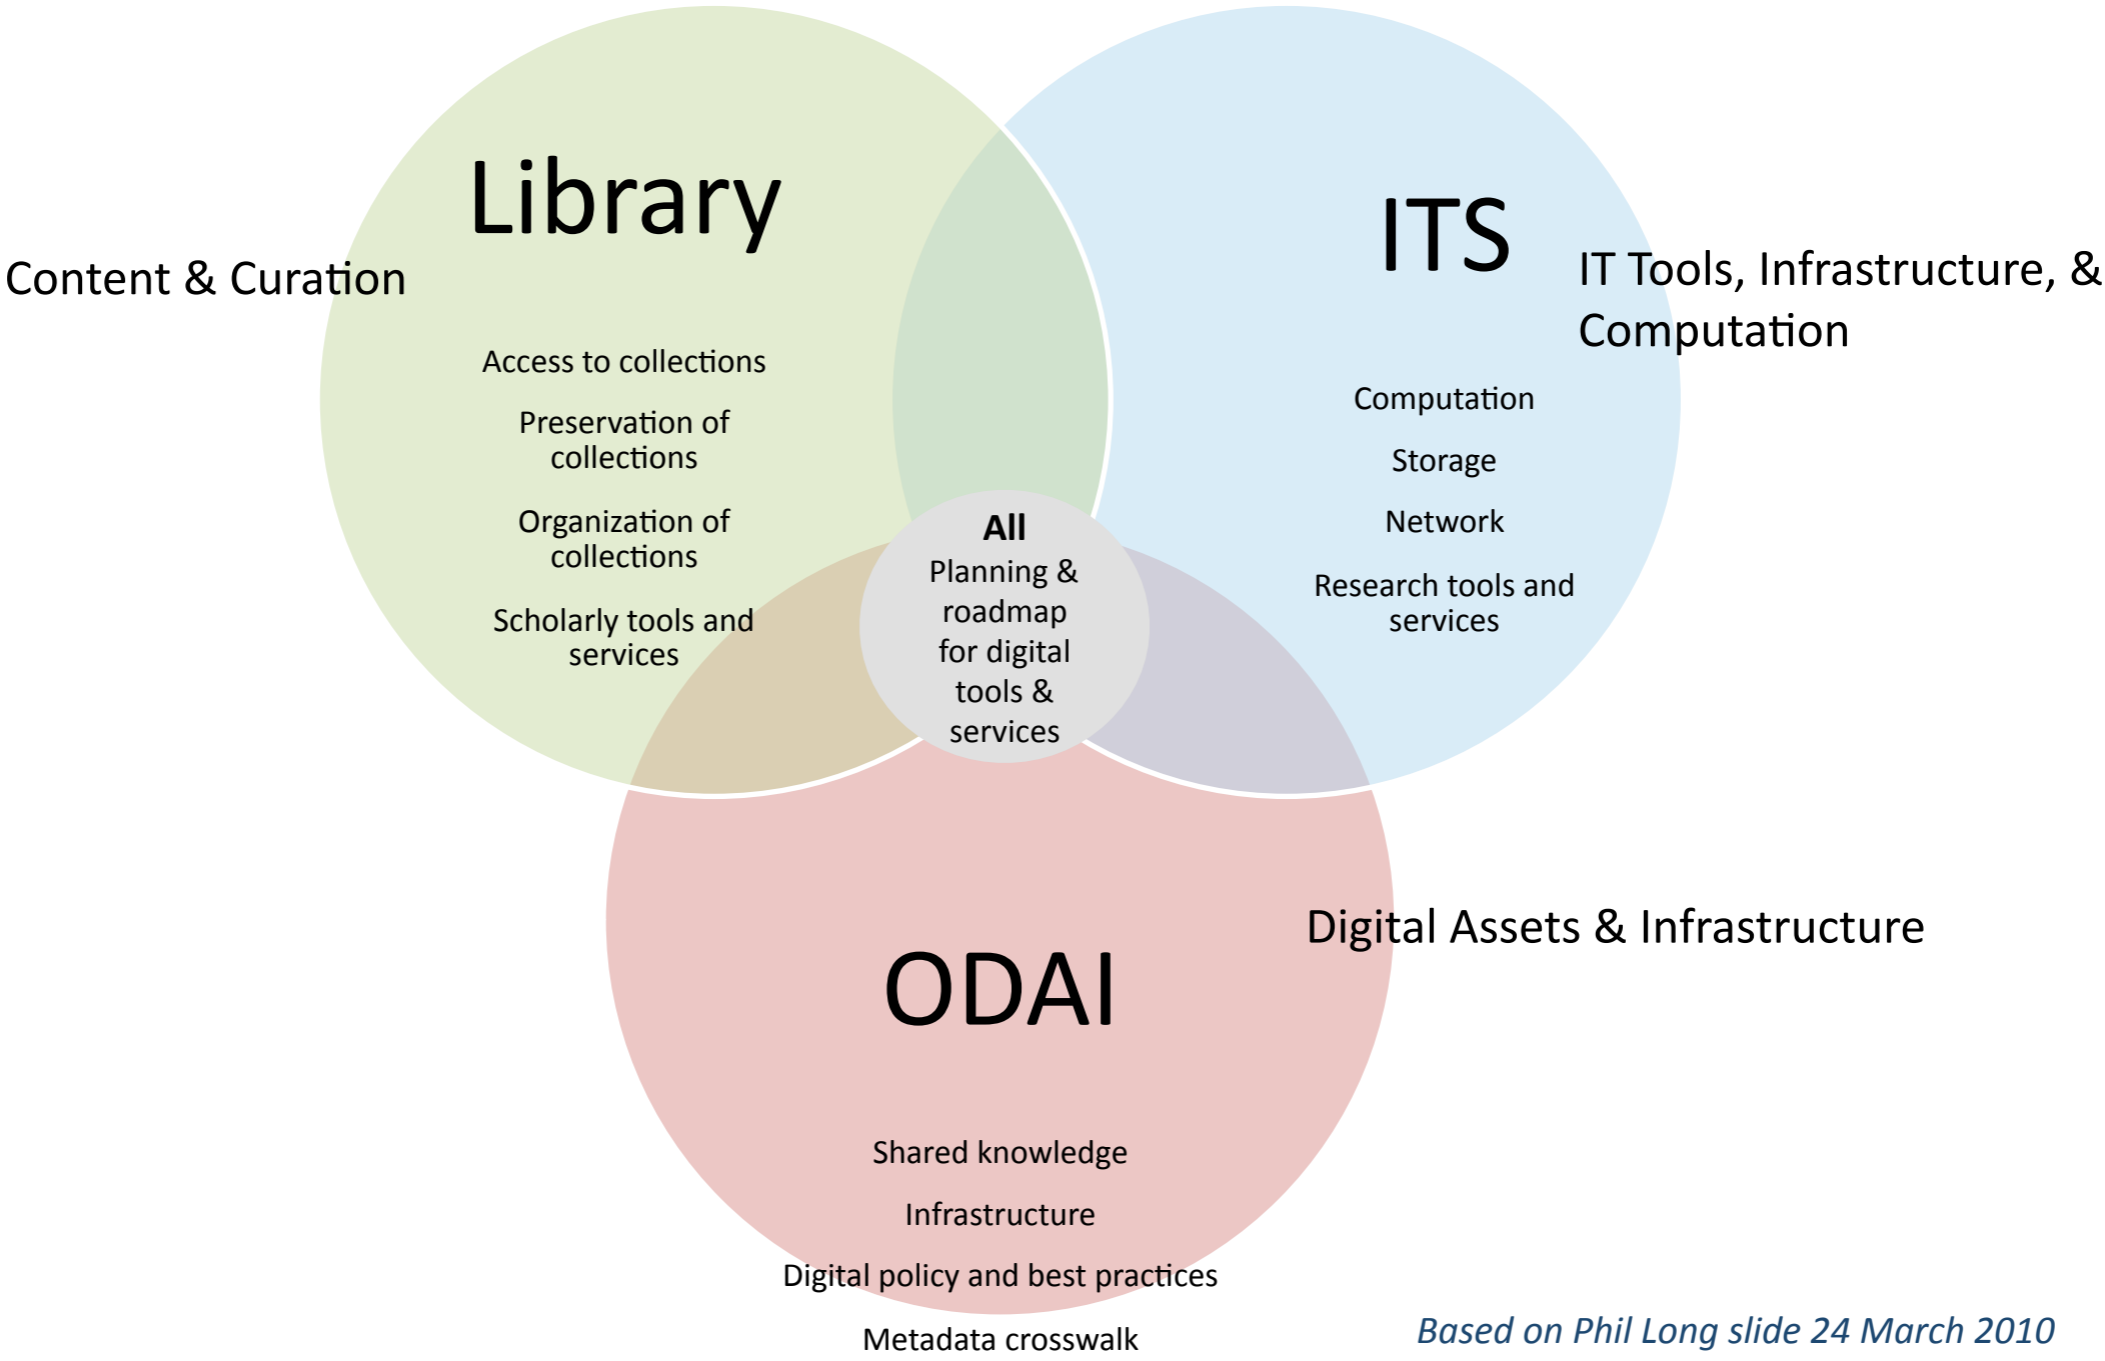 Library
Content & Curation
Access to collections
Preservation of
collections
Organization of
collections
Scholarly tools and
services
ITS
IT Tools, Infrastructure, &
Computation
Computation
Storage
Network
Research tools and
services
All
Planning &
roadmap
for digital
tools &
services
Digital Assets & Infrastructure
ODAI
Shared knowledge
Infrastructure
Digital policy and best practices
Metadata crosswalk
Based on Phil Long slide 24 March 2010